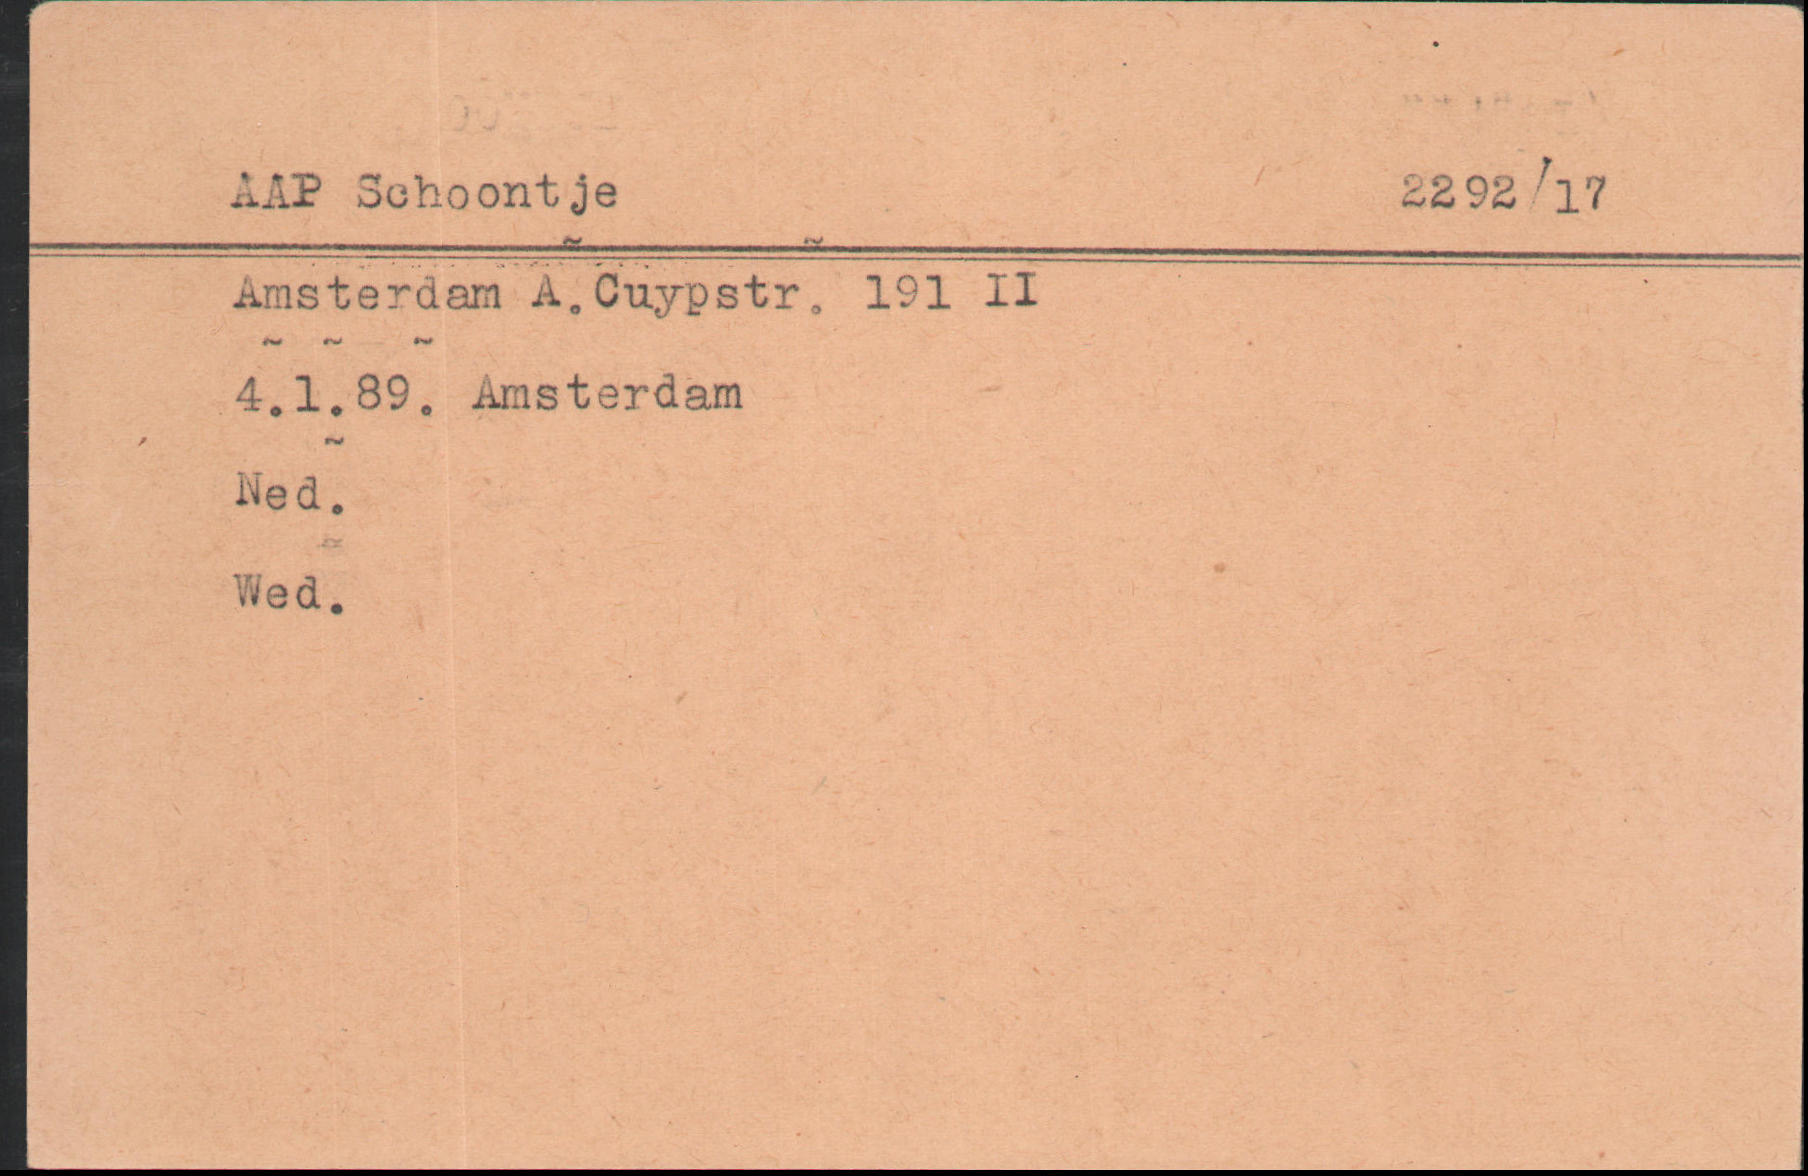 AAP Schoontje 2292/17
Amsterdam A.Cuypstr. 191 II
4.1.89. Amsterdam
Ned.
Wed.